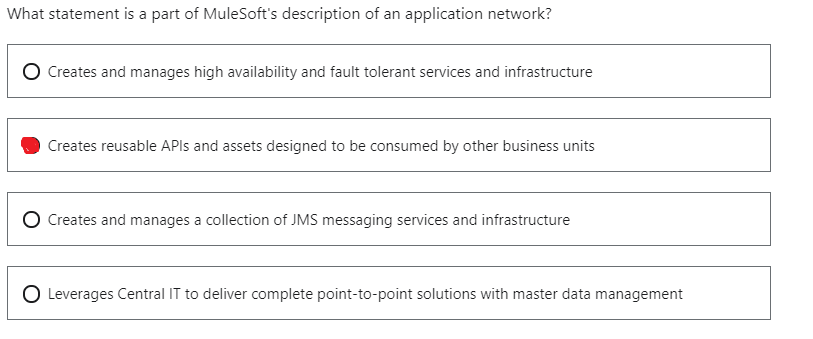 What statement is a part of MuleSoft's description of an application network?
Creates and manages high availability and fault tolerant services and infrastructure
Creates reusable APIs and assets designed to be consumed by other business units
Creates and manages a collection of JMS messaging services and infrastructure
Leverages Central IT to deliver complete point-to-point solutions with master data management